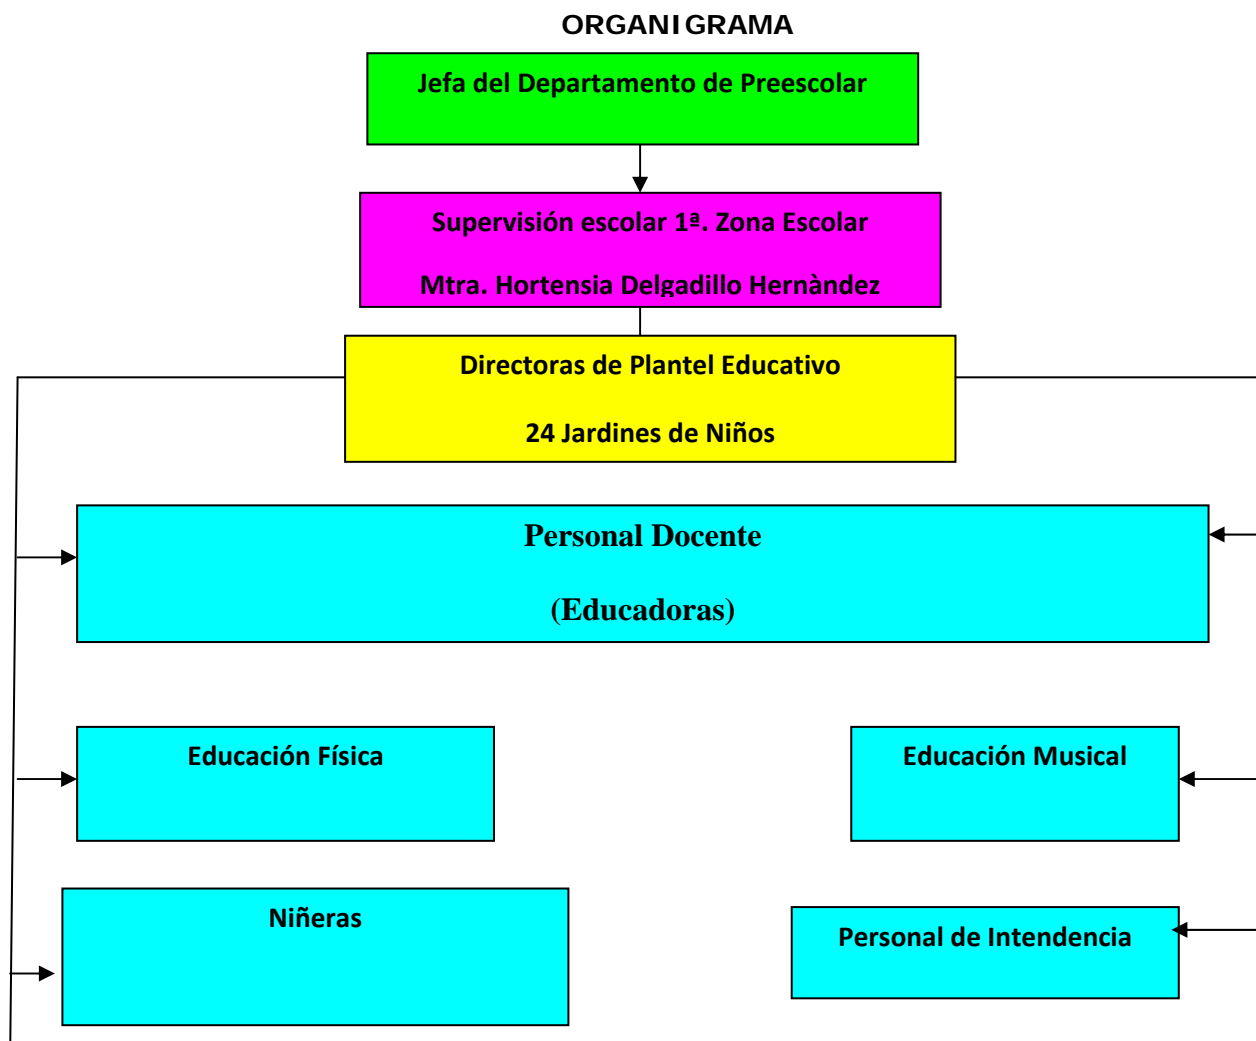 ORGANIGRAMA
Jefa del Departamento de Preescolar
Supervisión escolar 1ª. Zona Escolar
Mtra. Hortensia Delgadillo Hernàndez
Directoras de Plantel Educativo
24 Jardines de Niños
Personal Docente
(Educadoras)
Educación Física
Educación Musical
Niñeras
Personal de Intendencia